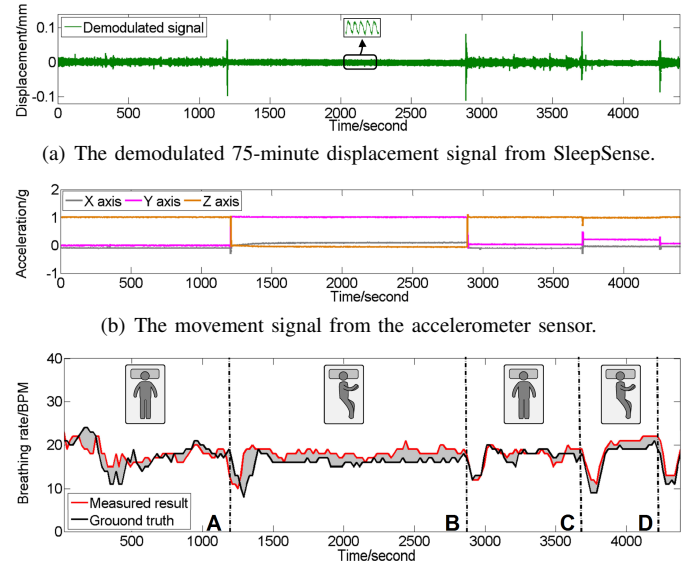 Displacement/mm
0.1
0
-0.1
Demodulated signal
0 500 1000 1500 2000 2500 3000 3500 4000
Time/second
(a) The demodulated 75-minute displacement signal from SleepSense.
Acceleration/g
2
1
0
-1
X axis Y axis Z axis
0 500 1000 1500 2000 2500 3000 3500 4000
Time/second
(b) The movement signal from the accelerometer sensor.
Breathing rate/BPM
40
30
20
10
0
Measured result
Grouond truth
A B C D
0 500 1000 1500 2000 2500 3000 3500 4000
Time/second